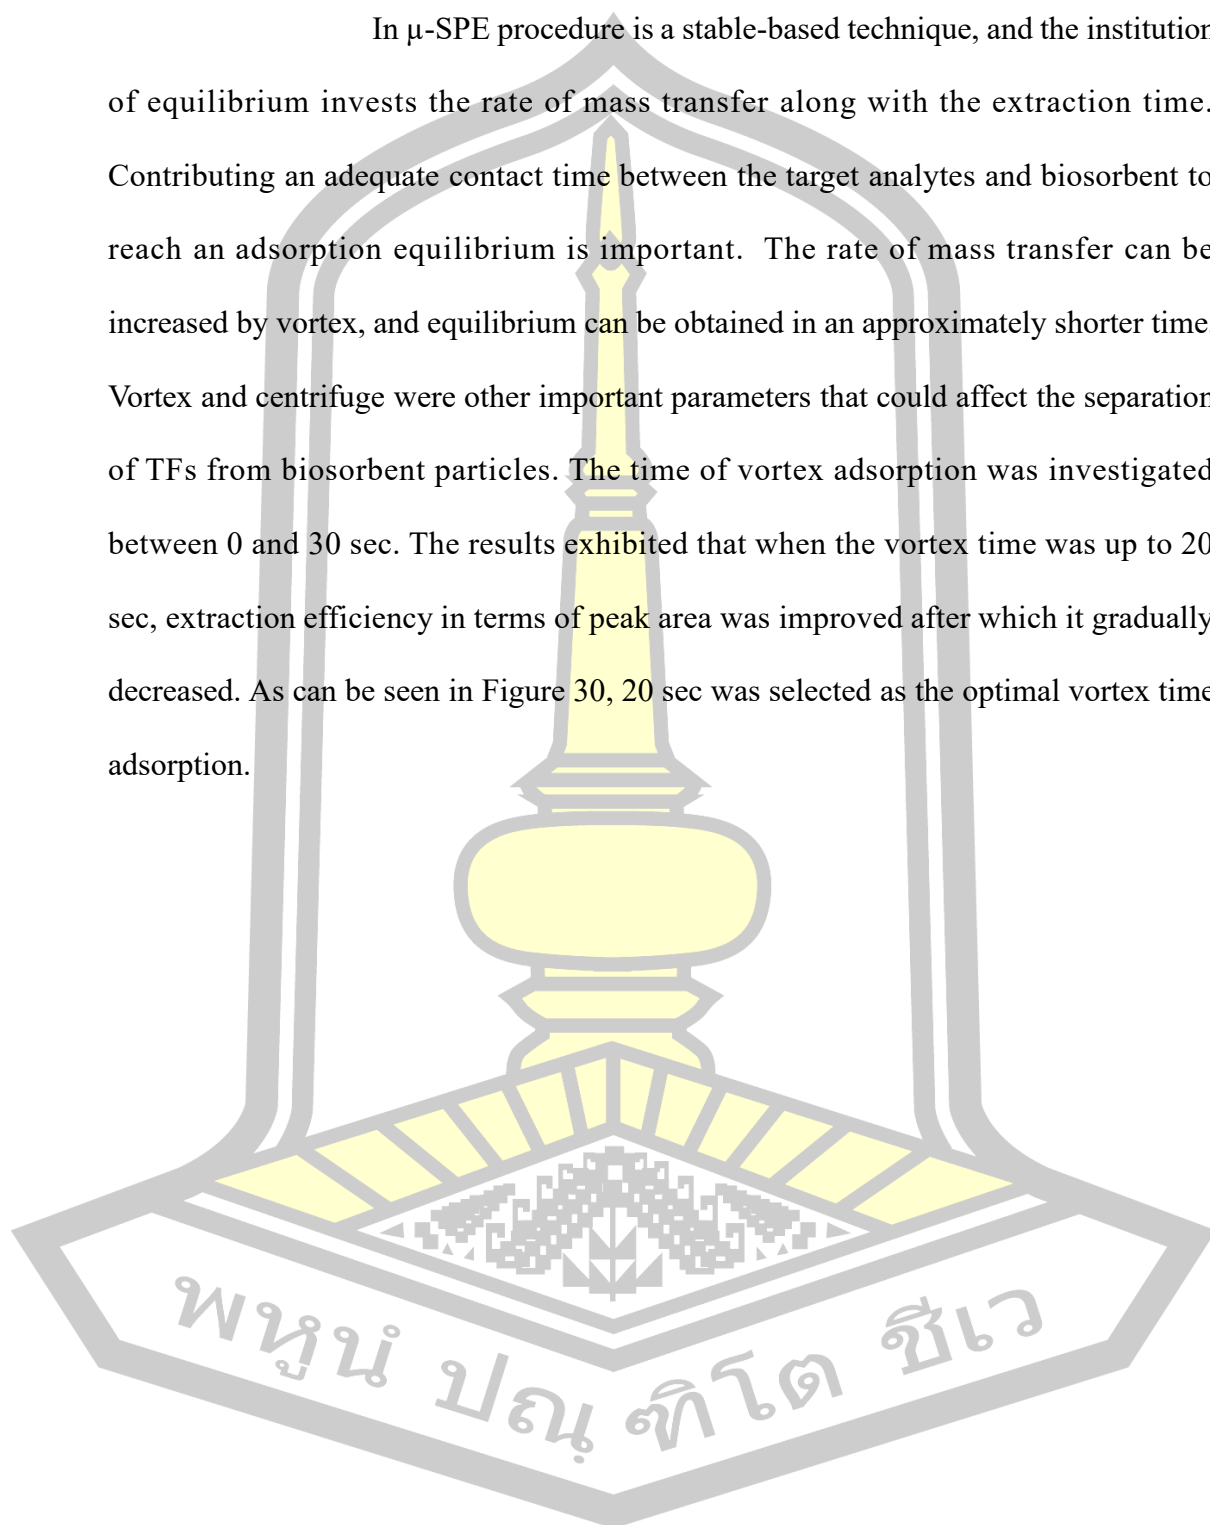 In µ-SPE procedure is a stable-based technique, and the institution
of equilibrium invests the rate of mass transfer along with the extraction time.
Contributing an adequate contact time between the target analytes and biosorbent to
reach an adsorption equilibrium is important. The rate of mass transfer can be
increased by vortex, and equilibrium can be obtained in an approximately shorter time.
Vortex and centrifuge were other important parameters that could affect the separation
of TFs from biosorbent particles. The time of vortex adsorption was investigated
between 0 and 30 sec. The results exhibited that when the vortex time was up to 20
sec, extraction efficiency in terms of peak area was improved after which it gradually
decreased. As can be seen in Figure 30, 20 sec was selected as the optimal vortex time
adsorption.
พหูนํ ปณฺฑิโต ชีเว